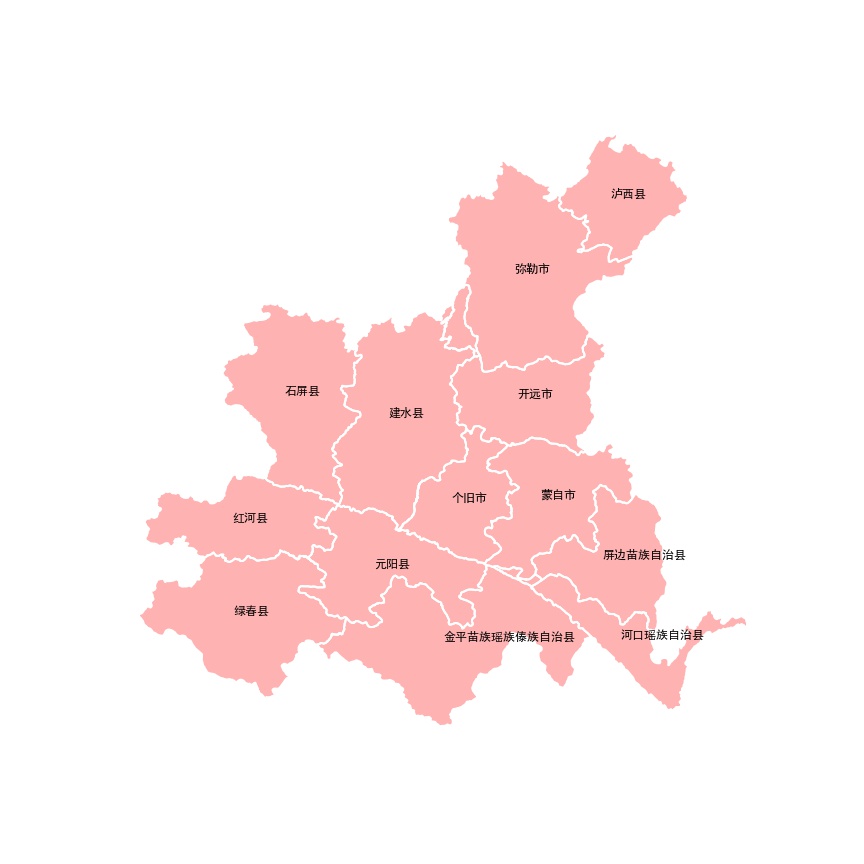 泸西县
弥勒市
石屏县
开远市
建水县
个旧市
蒙自市
红河县
屏边苗族自治县
元阳县
绿春县
河口瑶族自治县
金平苗族瑶族傣族自治县